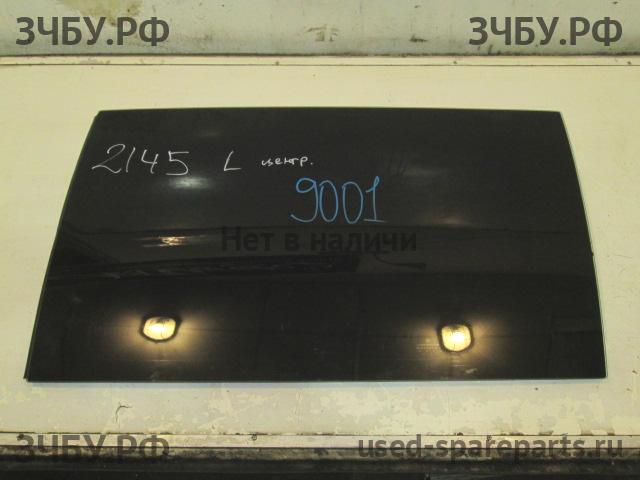 ЗЧБУ.РФ ЗЧБУ.РФ
2145 L центр.
9001
Нет в наличи
ЗЧБУ.РФ used-spareparts.ru